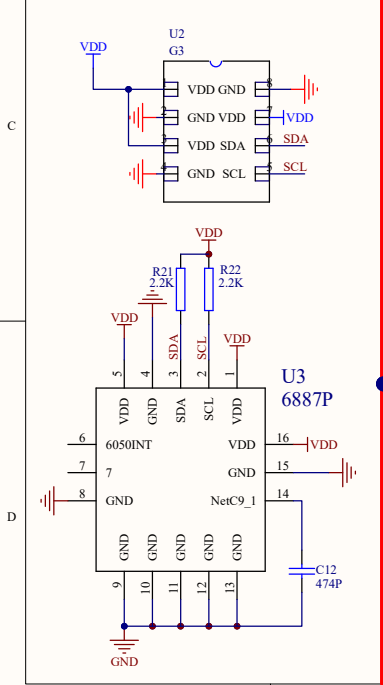 U2
G3
VDD
1 VDD GND 8
2 GND VDD 7 VDD
3 VDD SDA 6 SDA
4 GND SCL 5 SCL
C
VDD
R21 R22
2.2K 2.2K
VDD SDA SCL VDD
5 4 3 2 1
U3
6887P
VDD GND SDA SCL VDD
6 6050INT VDD 16 VDD
7 7 GND 15
8 GND NetC9_1 14
D
GND GND GND GND GND
9 10 11 12 13
C12
474P
GND